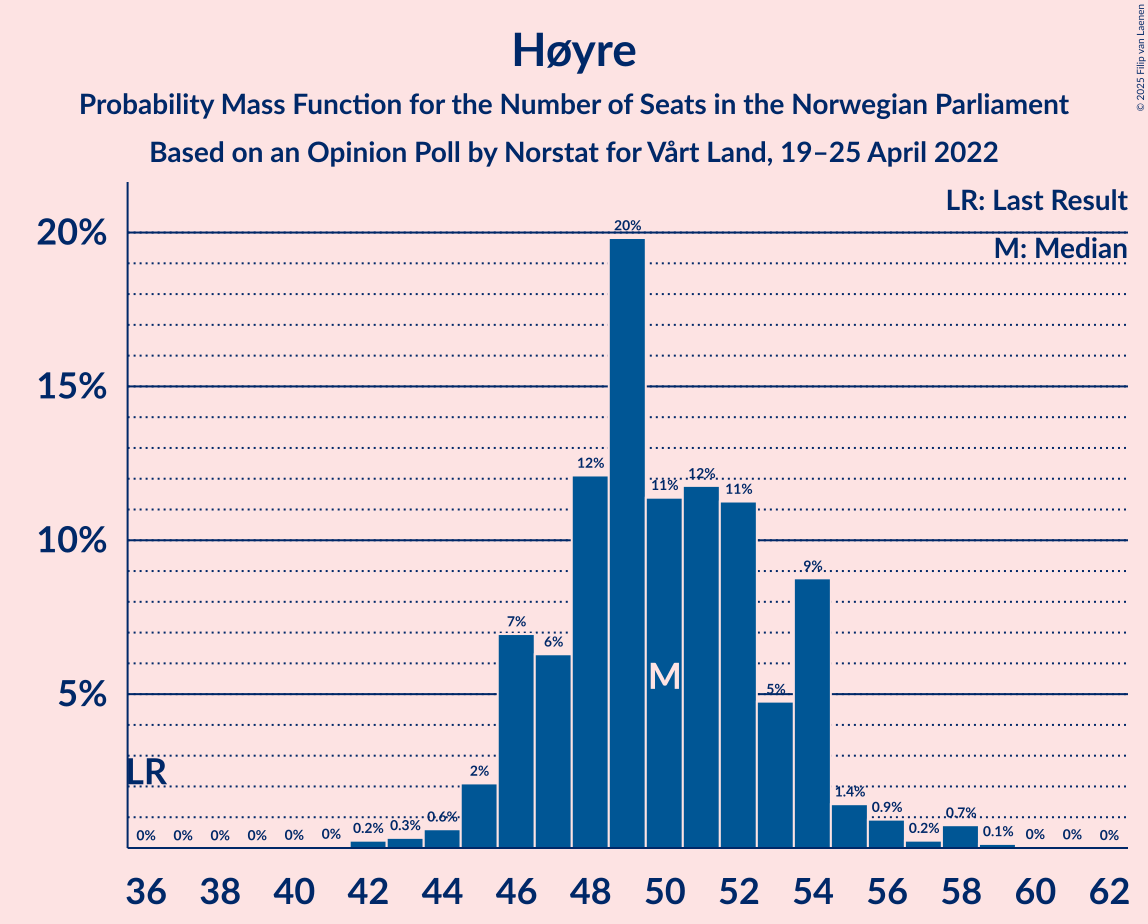 Høyre
Probability Mass Function for the Number of Seats in the Norwegian Parliament
Based on an Opinion Poll by Norstat for Vårt Land, 19–25 April 2022
© 2025 Filip van Laenen
LR: Last Result
M: Median
20%
15%
10%
5%
LR
M
0% 0% 0% 0% 0% 0% 0.2% 0.3% 0.6% 2% 7% 6% 12% 20% 11% 12% 11% 5% 9% 1.4% 0.9% 0.2% 0.7% 0.1% 0% 0% 0%
36 38 40 42 44 46 48 50 52 54 56 58 60 62